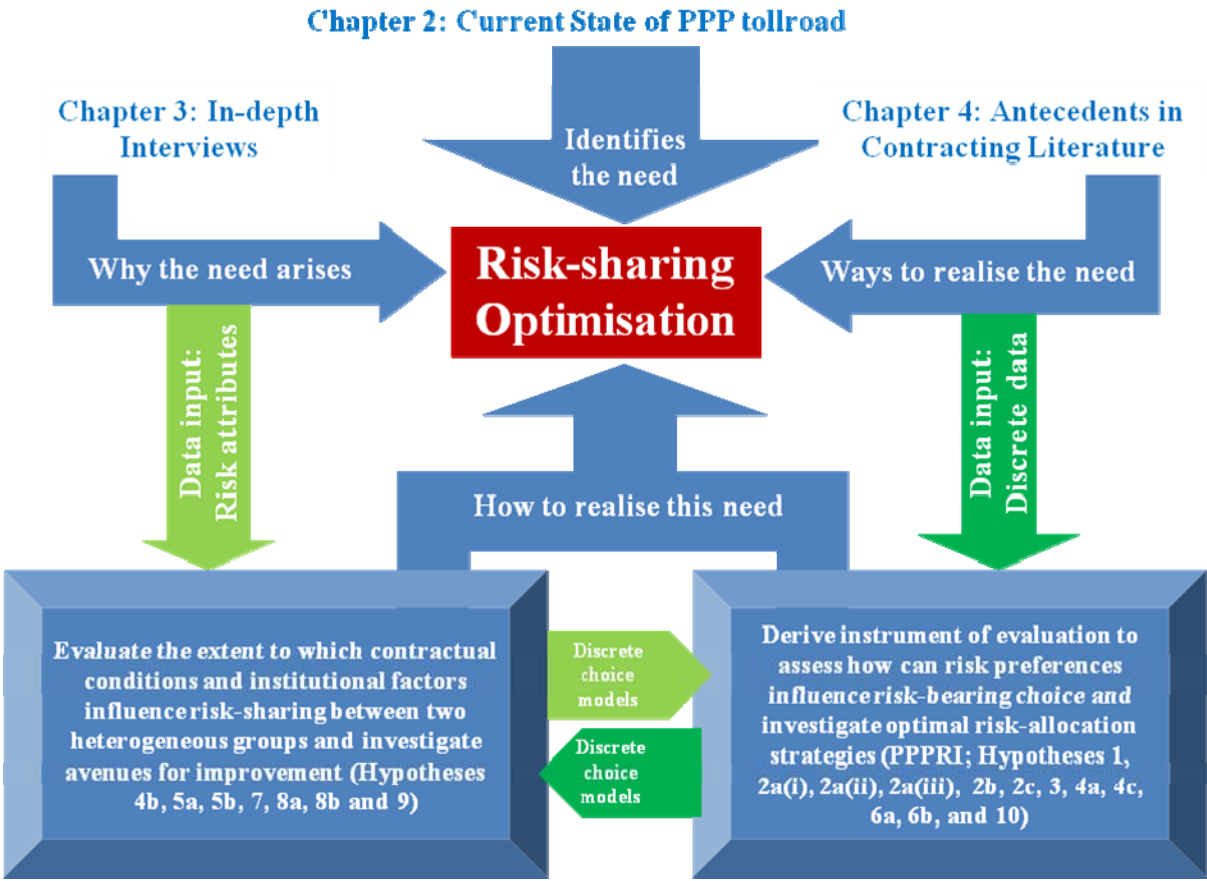 Chapter 2: Current State of PPP tollroad
Chapter 3: In-depth
Interviews
Identifies
the need
Chapter 4: Antecedents in
Contracting Literature
Why the need arises
Risk-sharing
Optimisation
Ways to realise the need
Data input:
Risk attributes
Data input:
Discrete data
How to realise this need
Evaluate the extent to which contractual
conditions and institutional factors
influence risk-sharing between two
heterogeneous groups and investigate
avenues for improvement (Hypotheses
4b, 5a, 5b, 7, 8a, 8b and 9)
Discrete
choice
models
Discrete
choice
models
Derive instrument of evaluation to
assess how can risk preferences
influence risk-bearing choice and
investigate optimal risk-allocation
strategies (PPPRI; Hypotheses 1,
2a(i), 2a(ii), 2a(iii), 2b, 2c, 3, 4a, 4c,
6a, 6b, and 10)